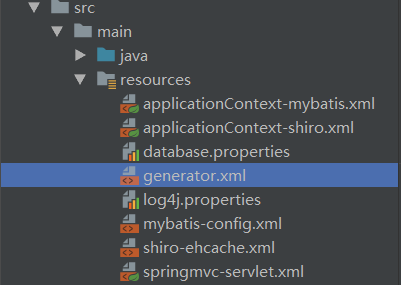 src
main
java
resources
applicationContext-mybatis.xml
applicationContext-shiro.xml
database.properties
generator.xml
log4j.properties
mybatis-config.xml
shiro-ehcache.xml
springmvc-servlet.xml